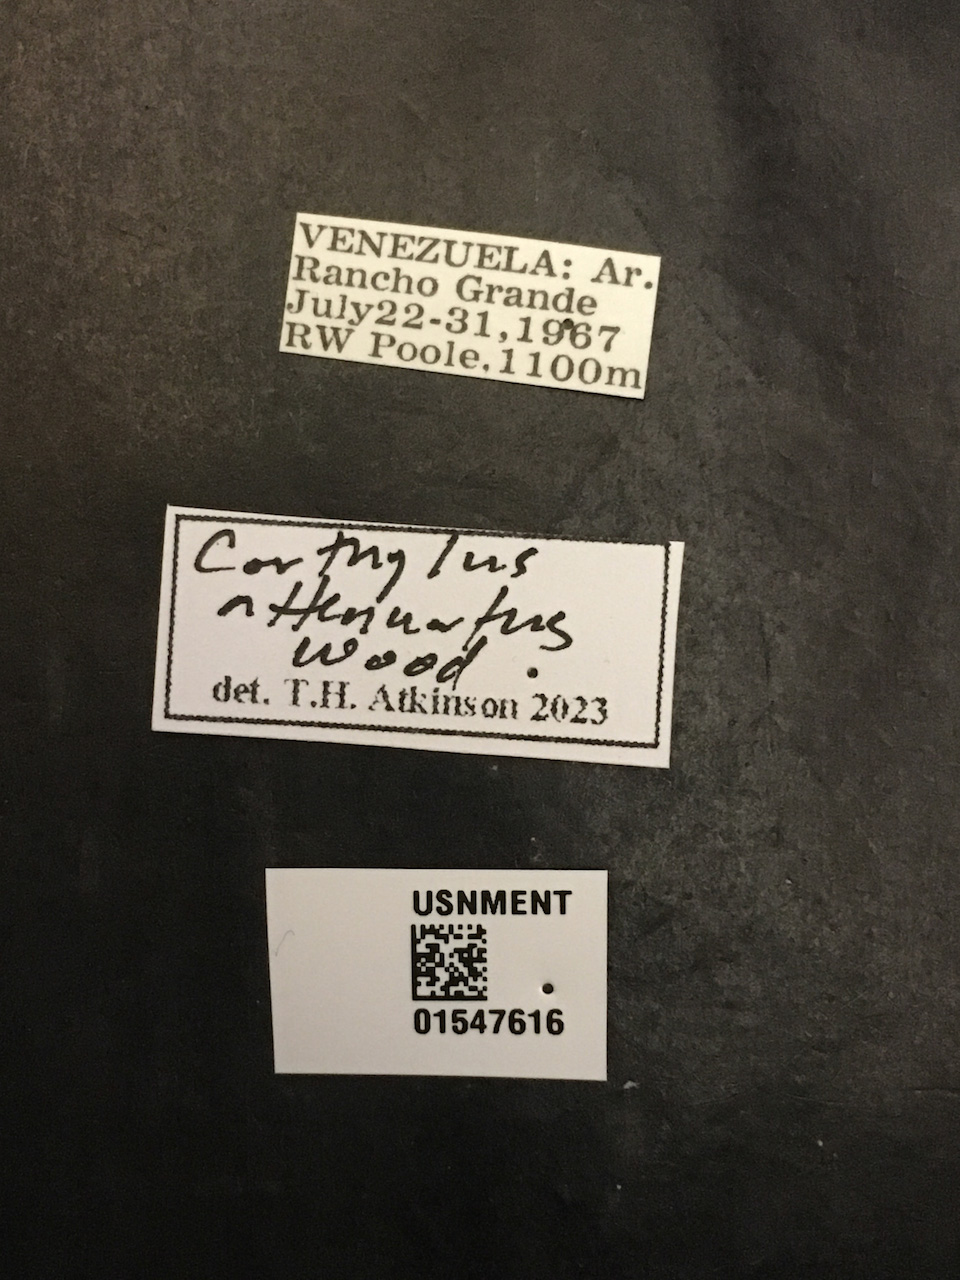 VENEZUELA: Ar.
Rancho Grande
July22-31,1967
RW Poole,1100m
Corthylus
attenuatus
Wood
det. T.H. Atkinson 2023
USNMENT
01547616